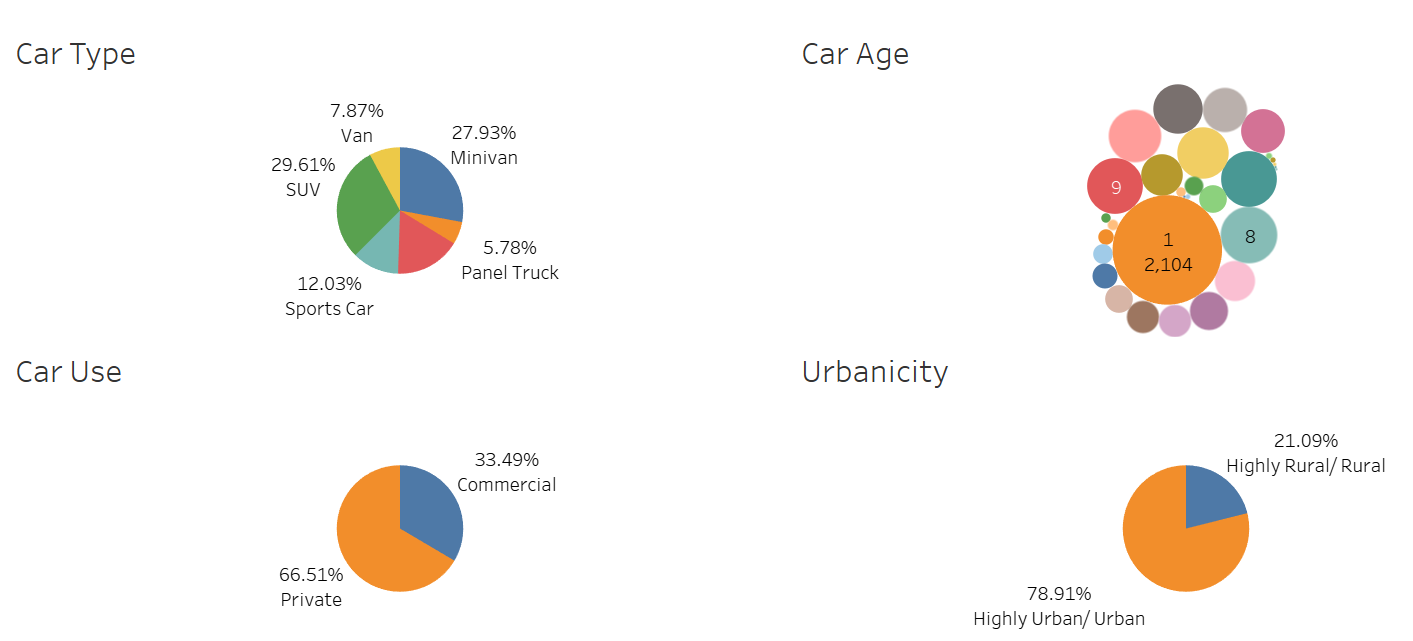 Car Type
7.87%
Van
27.93%
Minivan
29.61%
SUV
5.78%
Panel Truck
12.03%
Sports Car
Car Age
9
1
2,104
8
Car Use
33.49%
Commercial
66.51%
Private
Urbanicity
21.09%
Highly Rural/ Rural
78.91%
Highly Urban/ Urban